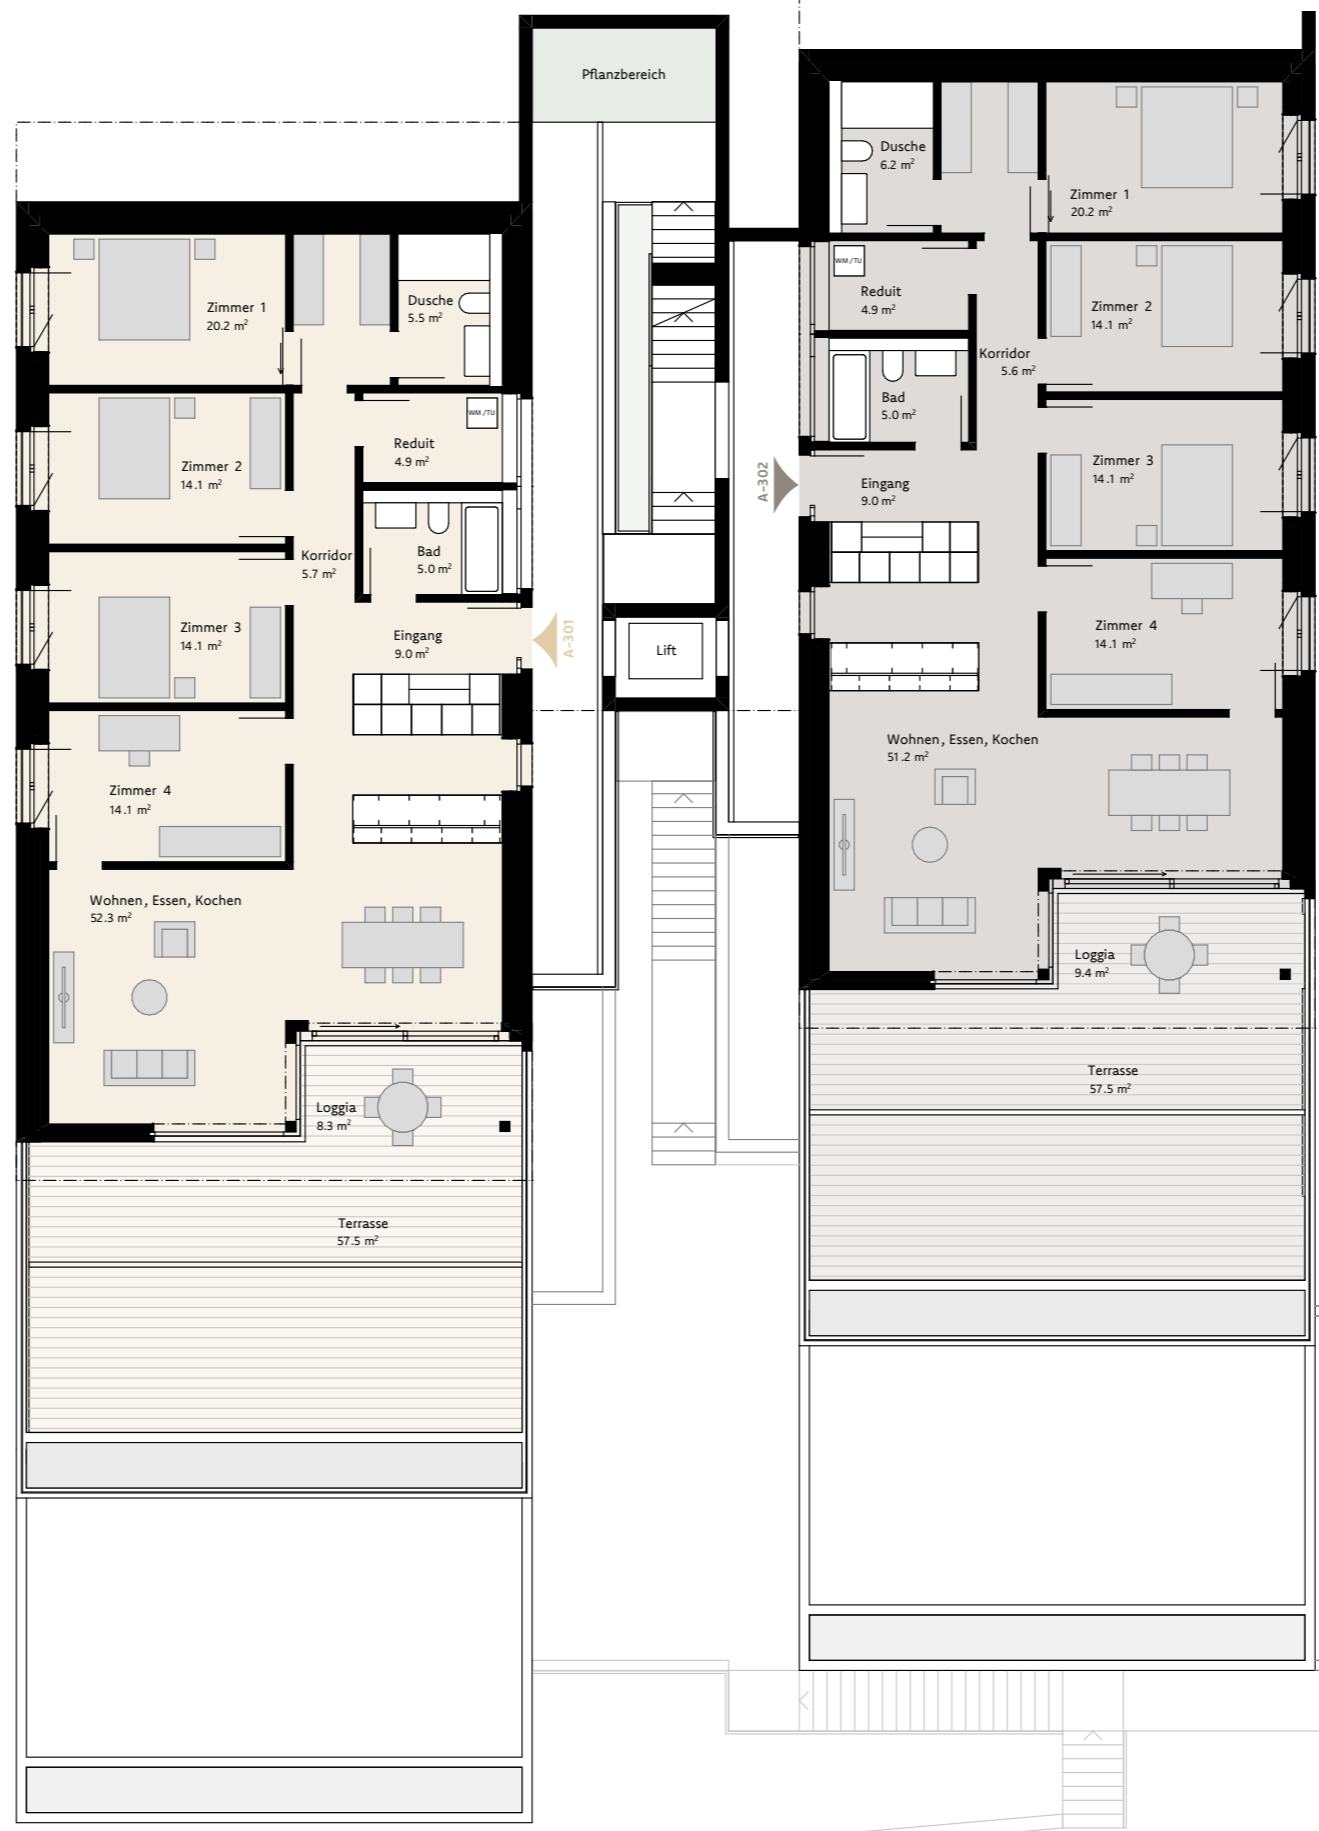 Pflanzbereich
Zimmer 1
20.2 m²
Dusche
5.5 m²
Zimmer 2
14.1 m²
WM./TU
Reduit
4.9 m²
Bad
5.0 m²
Korridor
5.7 m²
Zimmer 3
14.1 m²
Eingang
9.0 m²
A-301
Zimmer 4
14.1 m²
Wohnen, Essen, Kochen
52.3 m²
Loggia
8.3 m²
Terrasse
57.5 m²
Lift
Dusche
6.2 m²
Zimmer 1
20.2 m²
WM./TU
Reduit
4.9 m²
Zimmer 2
14.1 m²
Korridor
5.6 m²
Bad
5.0 m²
Zimmer 3
14.1 m²
A-302
Eingang
9.0 m²
Zimmer 4
14.1 m²
Wohnen, Essen, Kochen
51.2 m²
Loggia
9.4 m²
Terrasse
57.5 m²